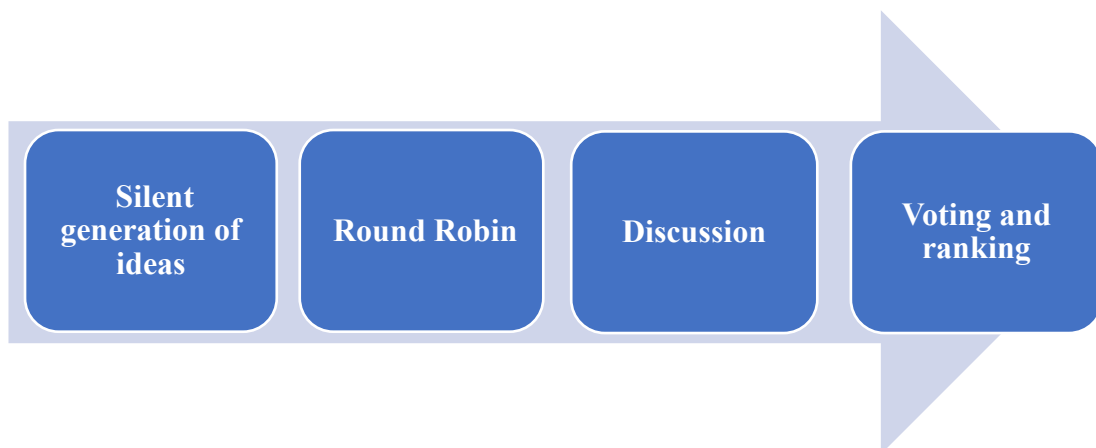 Silent
generation of
ideas
Round Robin
Discussion
Voting and
ranking